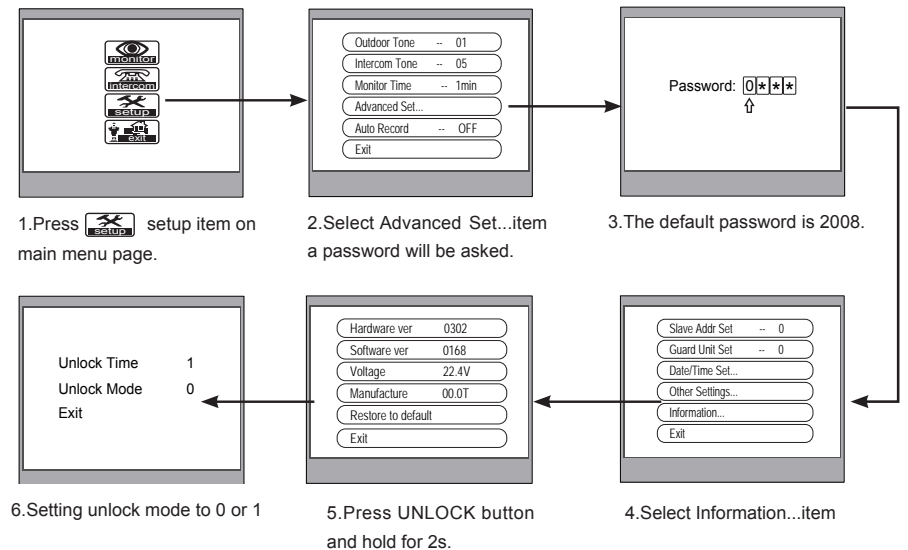 monitor
intercom
setup
exit
1.Press setup setup item on
main menu page.
Outdoor Tone -- 01
Intercom Tone -- 05
Monitor Time -- 1min
Advanced Set...
Auto Record -- OFF
Exit
2.Select Advanced Set...item
a password will be asked.
Password: 0***
3.The default password is 2008.
Slave Addr Set -- 0
Guard Unit Set -- 0
Date/Time Set...
Other Settings...
Information...
Exit
4.Select Information...item
Hardware ver 0302
Software ver 0168
Voltage 22.4V
Manufacture 00.0T
Restore to default
Exit
5.Press UNLOCK button
and hold for 2s.
Unlock Time 1
Unlock Mode 0
Exit
6.Setting unlock mode to 0 or 1